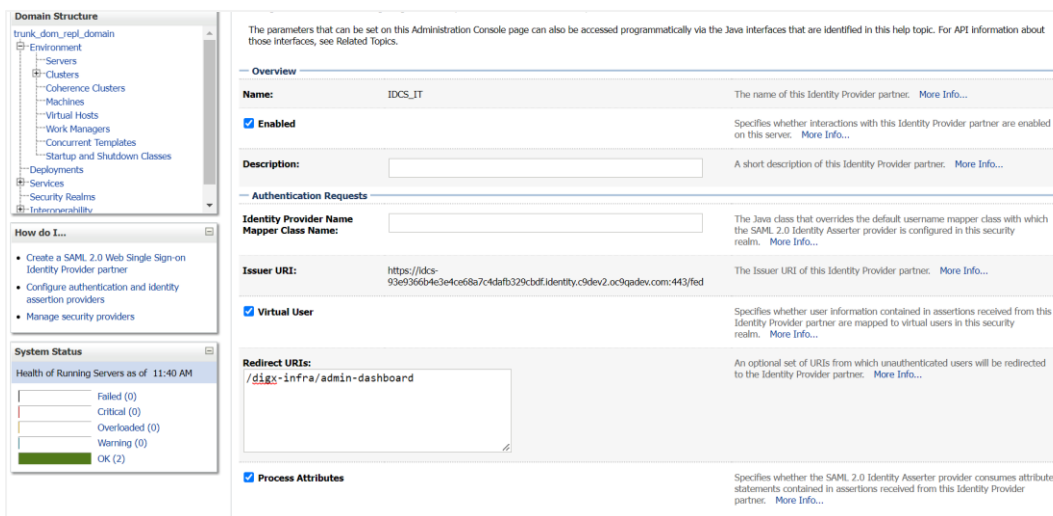 Domain Structure
trunk_dom_repl_domain
Environment
Servers
Clusters
Coherence Clusters
Machines
Virtual Hosts
Work Managers
Concurrent Templates
Startup and Shutdown Classes
Deployments
Services
Security Realms
Interoperability
How do I...
Create a SAML 2.0 Web Single Sign-on
Identity Provider partner
Configure authentication and identity
assertion providers
Manage security providers
System Status
Health of Running Servers as of 11:40 AM
Failed (0)
Critical (0)
Overloaded (0)
Warning (0)
OK (2)
The parameters that can be set on this Administration Console page can also be accessed programmatically via the Java interfaces that are identified in this help topic. For API information about
those interfaces, see Related Topics.
Overview
Name: IDCS_IT The name of this Identity Provider partner. More Info...
Enabled Specifies whether interactions with this Identity Provider partner are enabled
on this server. More Info...
Description: A short description of this Identity Provider partner. More Info...
Authentication Requests
Identity Provider Name The Java class that overrides the default username mapper class with which
Mapper Class Name: the SAML 2.0 Identity Asserter provider is configured in this security
realm. More Info...
Issuer URI: https://idcs- The Issuer URI of this Identity Provider partner. More Info...
93e9366b4e3e4ce68a7c4dafb329cbdf.identity.c9dev2.oc9qadev.com:443/fed
Virtual User Specifies whether user information contained in assertions received from this
Identity Provider partner are mapped to virtual users in this security
realm. More Info...
Redirect URIs: An optional set of URIs from which unauthenticated users will be redirected
/digx-infra/admin-dashboard to the Identity Provider partner. More Info...
Process Attributes Specifies whether the SAML 2.0 Identity Asserter provider consumes attribute
statements contained in assertions received from this Identity Provider
partner. More Info...